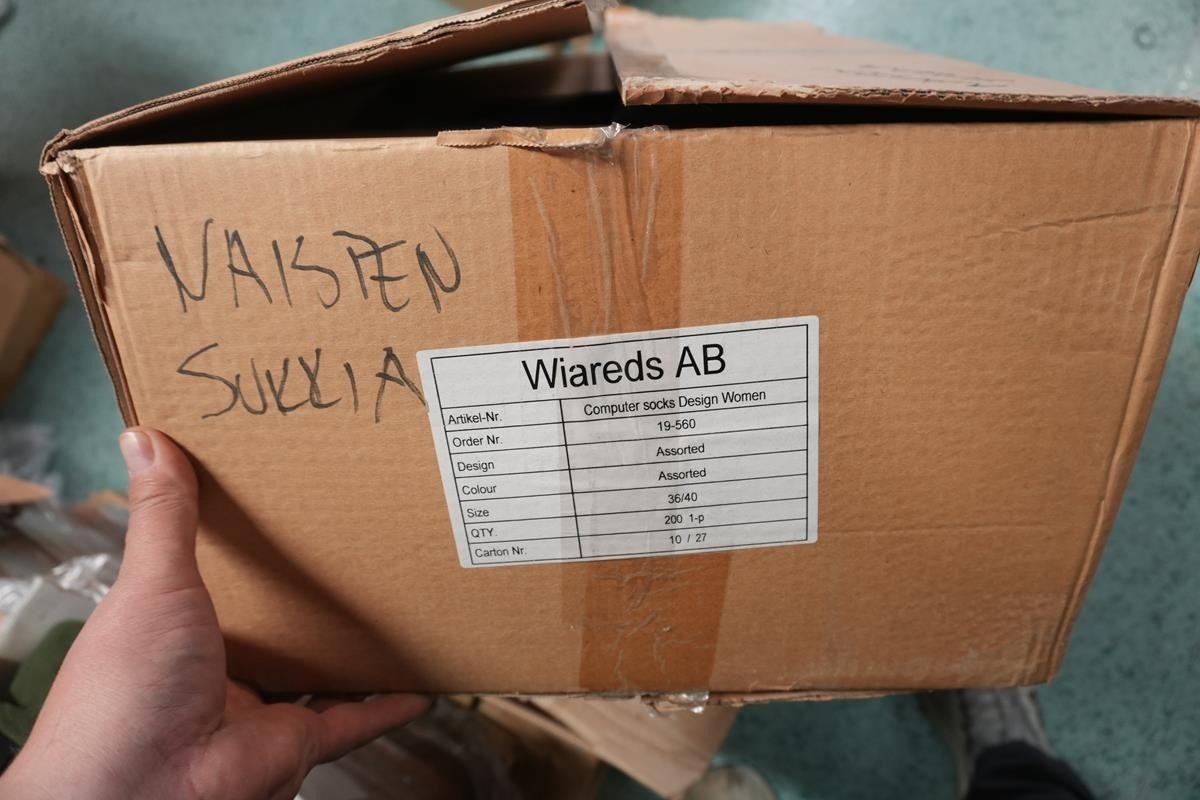 NAISTEN
SUKKIA
Wiareds AB
Artikel-Nr. Computer socks Design Women
Order Nr. 19-560
Design Assorted
Colour Assorted
Size 36/40
QTY. 200 1-p
Carton Nr. 10 / 27